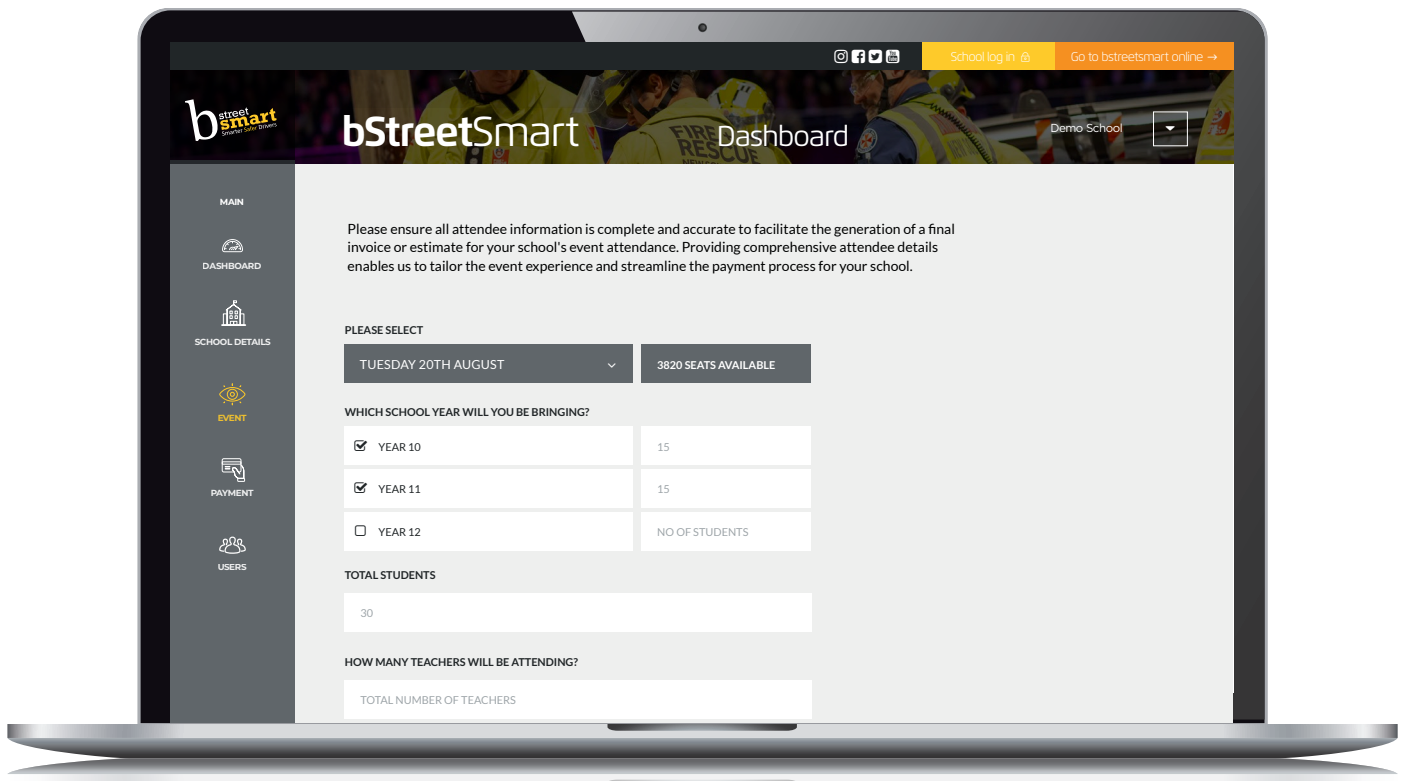 School log in
Go to bstreetsmart online →
b street smart
Smarter Safer Drivers
bStreetSmart
FIRE
RESCUE
Dashboard
Demo School
MAIN
DASHBOARD
SCHOOL DETAILS
EVENT
PAYMENT
USERS
Please ensure all attendee information is complete and accurate to facilitate the generation of a final
invoice or estimate for your school's event attendance. Providing comprehensive attendee details
enables us to tailor the event experience and streamline the payment process for your school.
PLEASE SELECT
TUESDAY 20TH AUGUST
3820 SEATS AVAILABLE
WHICH SCHOOL YEAR WILL YOU BE BRINGING?
YEAR 10
15
YEAR 11
15
YEAR 12
NO OF STUDENTS
TOTAL STUDENTS
30
HOW MANY TEACHERS WILL BE ATTENDING?
TOTAL NUMBER OF TEACHERS